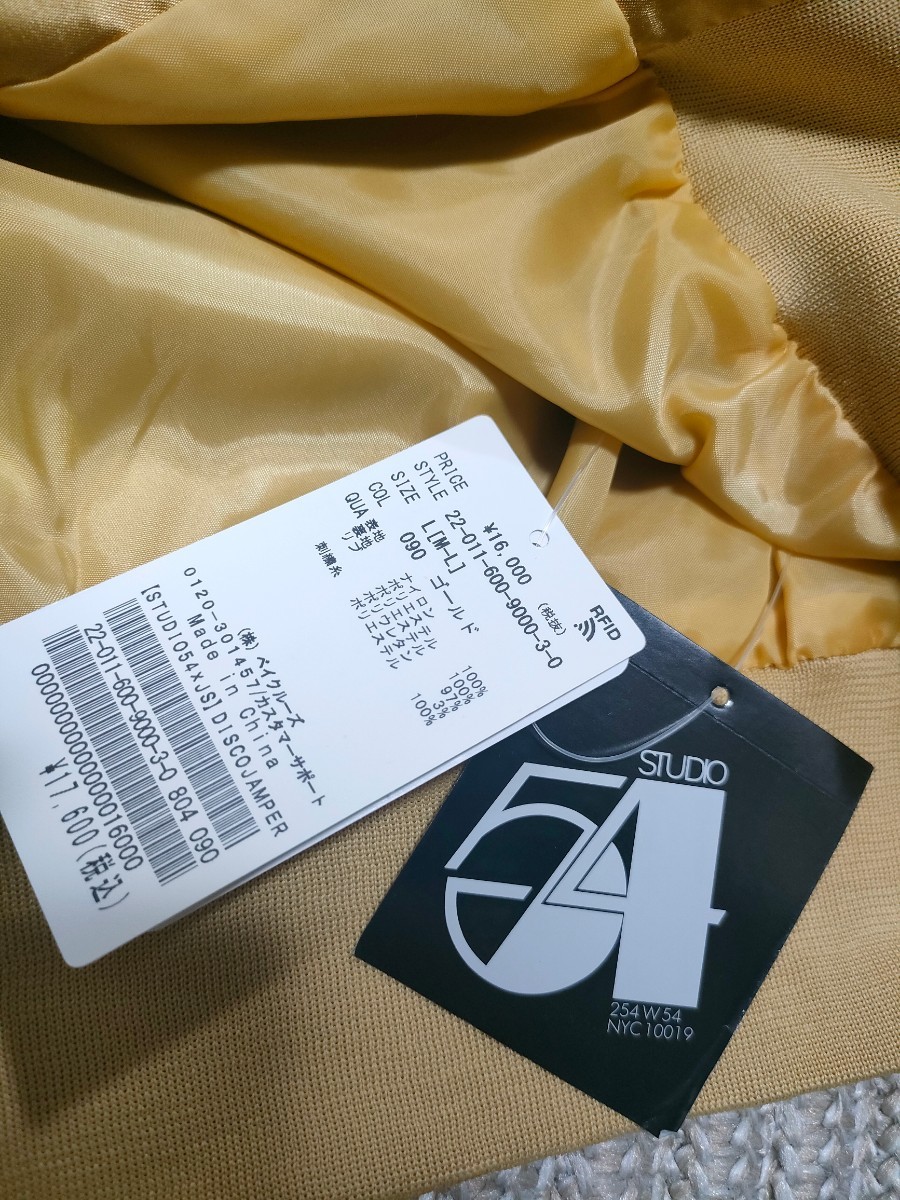 RFID
PRICE ¥16,000 (税抜)
STYLE 22-011-600-9000-3-0
SIZE L[M-L]
COL 090 ゴールド
QUA 表地 ナイロン 100%
裏地 ポリエステル 100%
リブ ポリエステル 97%
ポリウレタン 3%
刺繍糸 ポリエステル 100%
(株)ベイクルーズ
0120-301457/カスタマーサポート
Made in China
[STUDIO54xJS]DISCOJAMPER
22-011-600-9000-3-0 804 090
¥17,600(税込)
STUDIO
54
254 W 54
NYC 10019